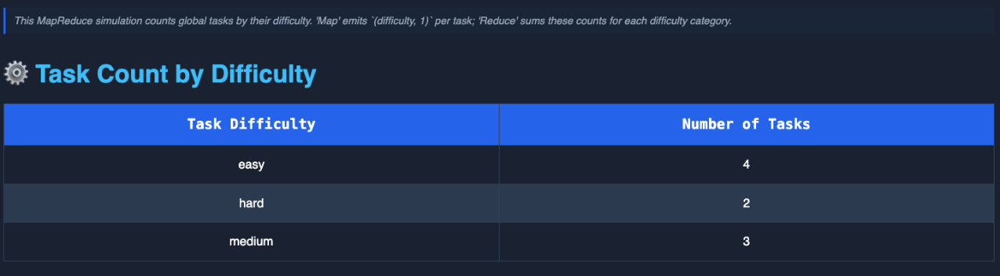 This MapReduce simulation counts global tasks by their difficulty. 'Map' emits `(difficulty, 1)` per task; 'Reduce' sums these counts for each difficulty category.
Task Count by Difficulty
Task Difficulty Number of Tasks
easy 4
hard 2
medium 3